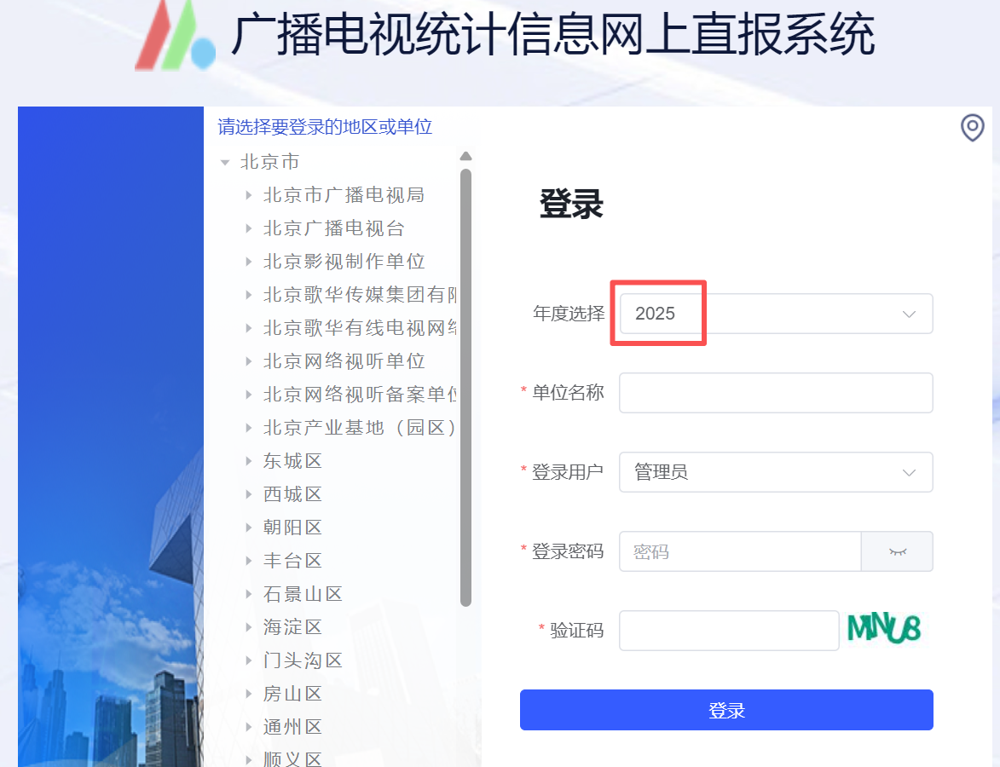 广播电视统计信息网上直报系统
请选择要登录的地区或单位
北京市
北京市广播电视局
北京广播电视台
北京影视制作单位
北京歌华传媒集团有限
北京歌华有线电视网络
北京网络视听单位
北京网络视听备案单位
北京产业基地（园区）
东城区
西城区
朝阳区
丰台区
石景山区
海淀区
门头沟区
房山区
通州区
顺义区
登录
年度选择 2025
* 单位名称
* 登录用户 管理员
* 登录密码 密码
* 验证码 MNU8
登录